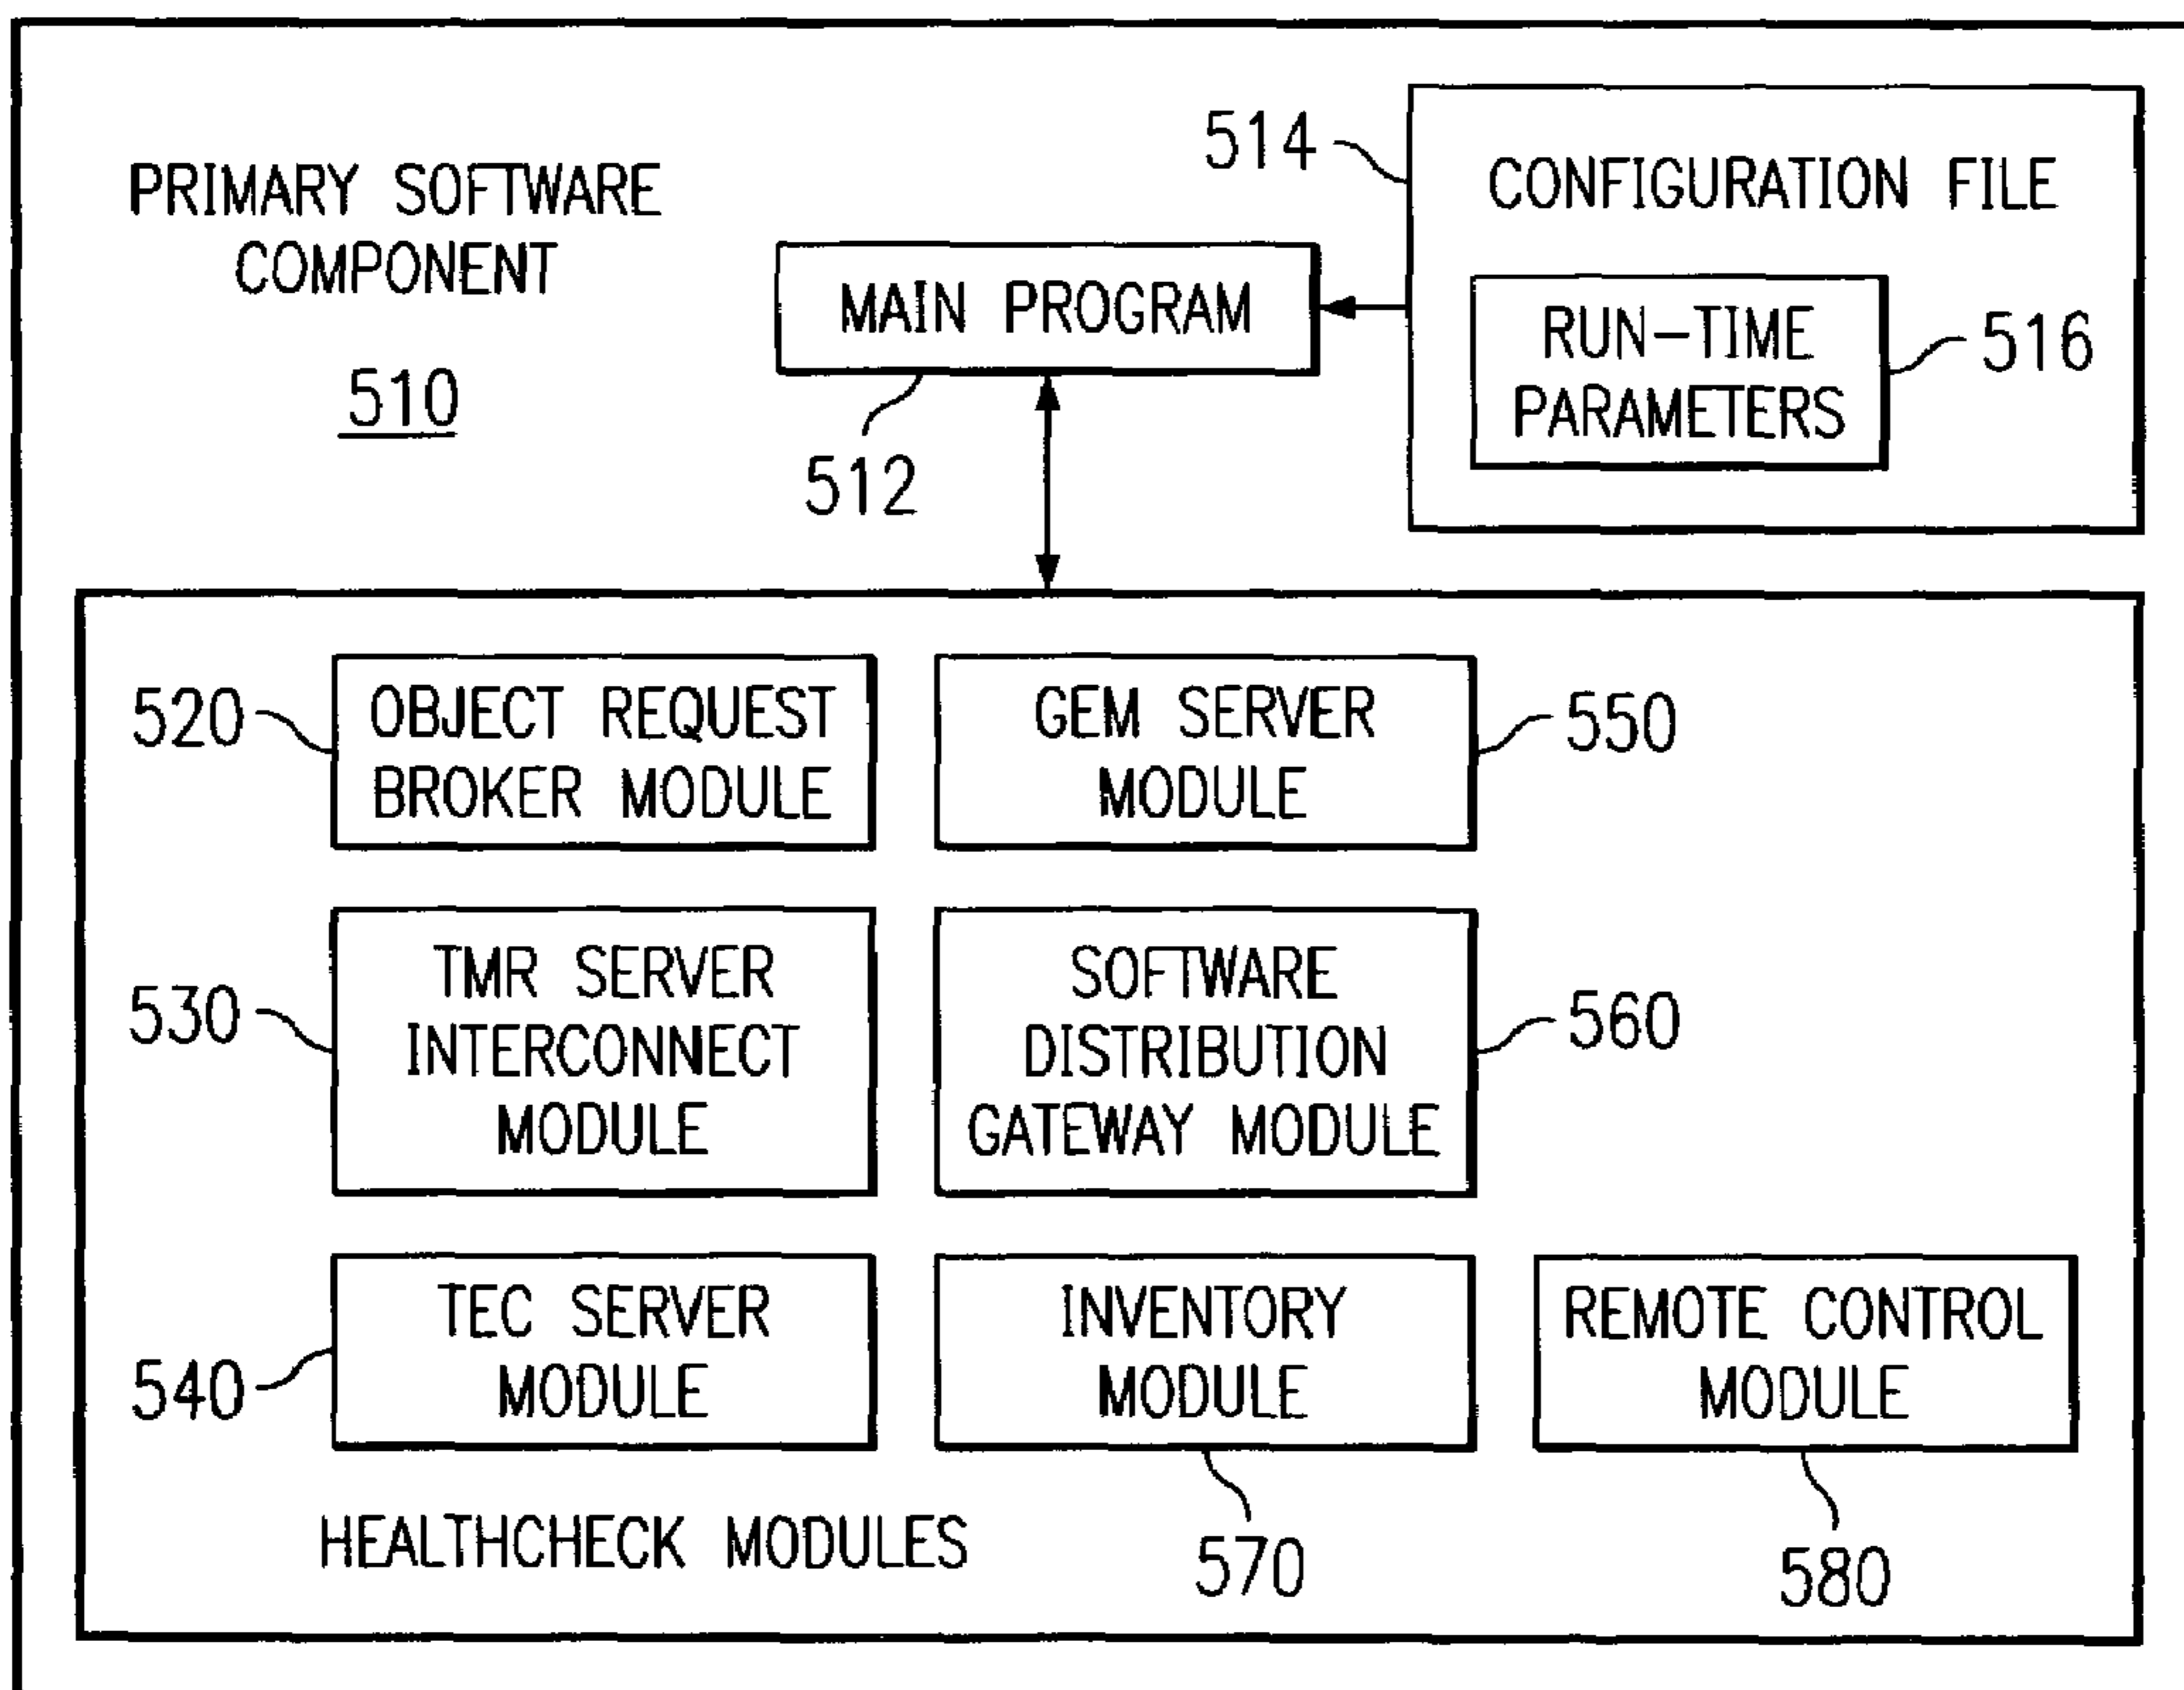 PRIMARY SOFTWARE
COMPONENT
510
MAIN PROGRAM
512
514
CONFIGURATION FILE
RUN-TIME
PARAMETERS
516
520
OBJECT REQUEST
BROKER MODULE
GEM SERVER
MODULE
550
530
TMR SERVER
INTERCONNECT
MODULE
SOFTWARE
DISTRIBUTION
GATEWAY MODULE
560
540
TEC SERVER
MODULE
INVENTORY
MODULE
570
REMOTE CONTROL
MODULE
580
HEALTHCHECK MODULES